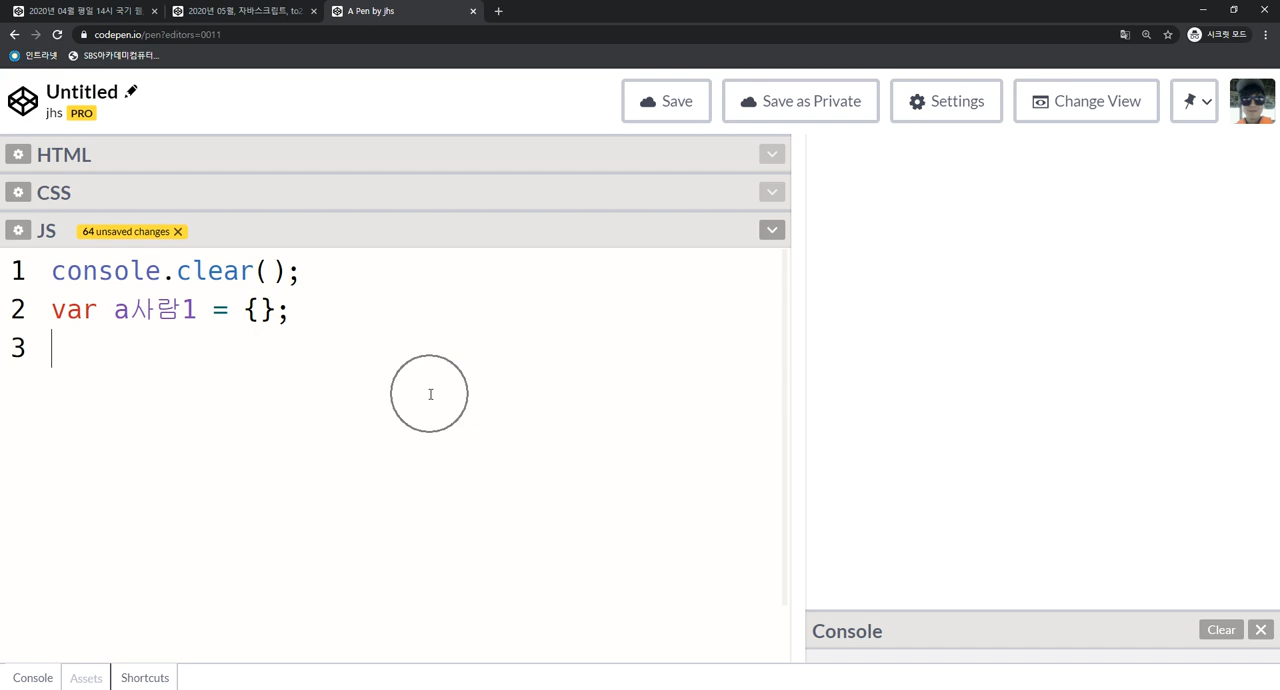 2020년 04월 평일 14시 국기 웹
2020년 05월, 자바스크립트, to2
A Pen by jhs
codepen.io/pen?editors=0011
시크릿 모드
인트라넷
SBS아카데미컴퓨터...
Untitled
jhs PRO
Save
Save as Private
Settings
Change View
HTML
CSS
JS
64 unsaved changes
1 console.clear();
2 var a사람1 = {};
3
Console
Clear
Console
Assets
Shortcuts